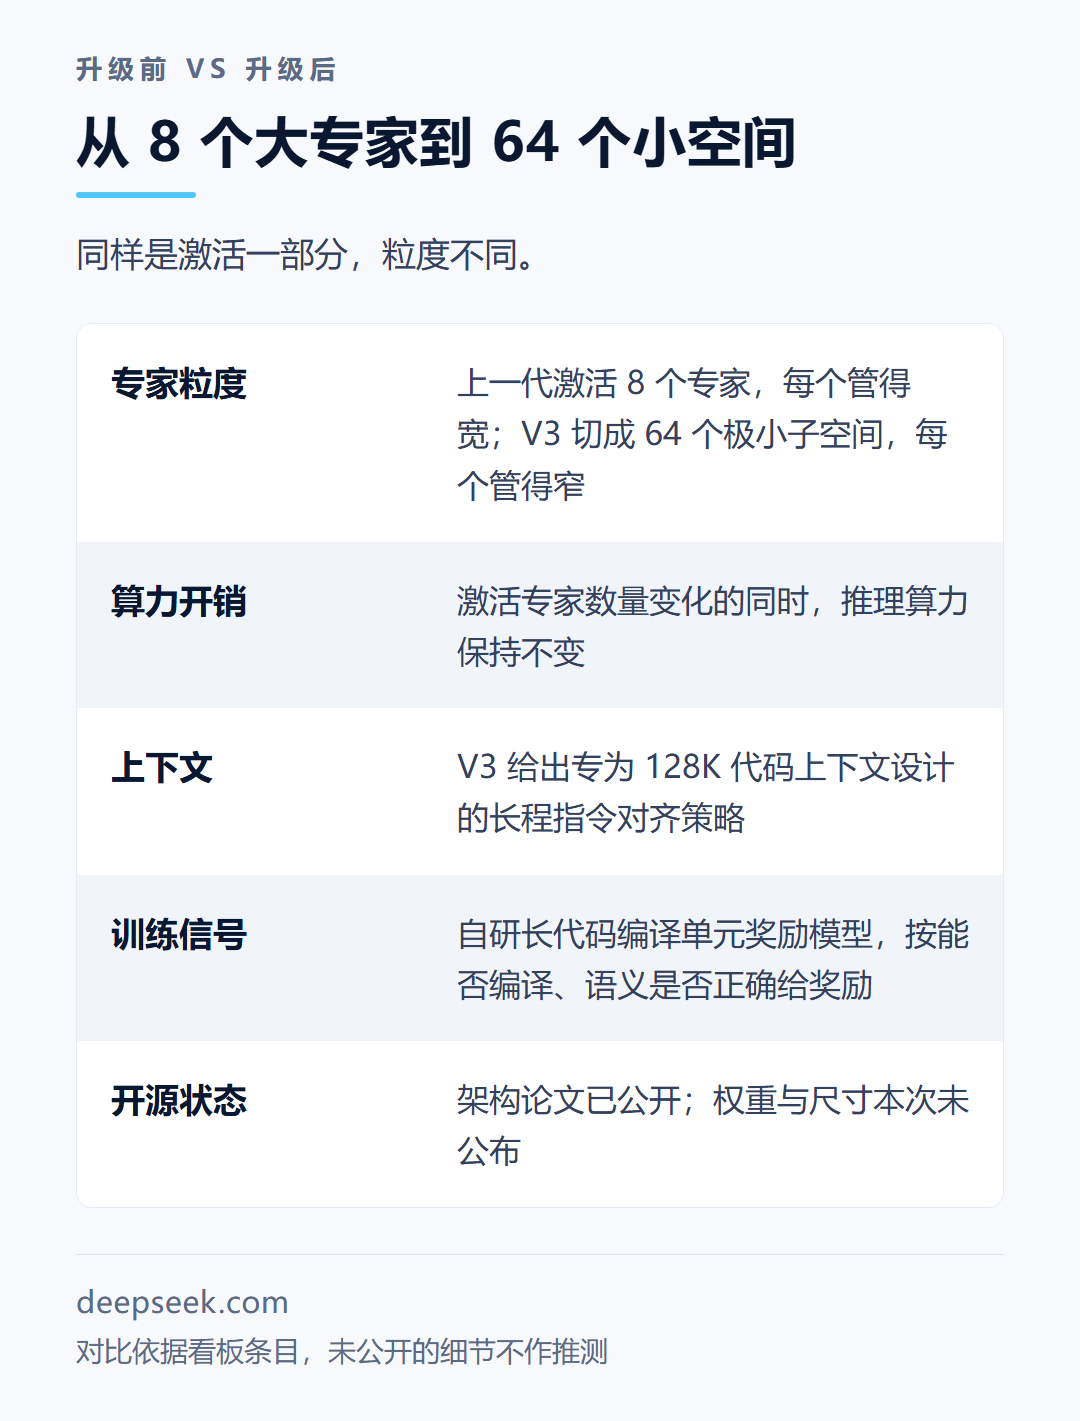 升级前 VS 升级后
从 8 个大专家到 64 个小空间
同样是激活一部分，粒度不同。
专家粒度
上一代激活 8 个专家，每个管得
宽；V3 切成 64 个极小子空间，每
个管得窄
算力开销
激活专家数量变化的同时，推理算力
保持不变
上下文
V3 给出专为 128K 代码上下文设计
的长程指令对齐策略
训练信号
自研长代码编译单元奖励模型，按能
否编译、语义是否正确给奖励
开源状态
架构论文已公开；权重与尺寸本次未
公布
deepseek.com
对比依据看板条目，未公开的细节不作推测